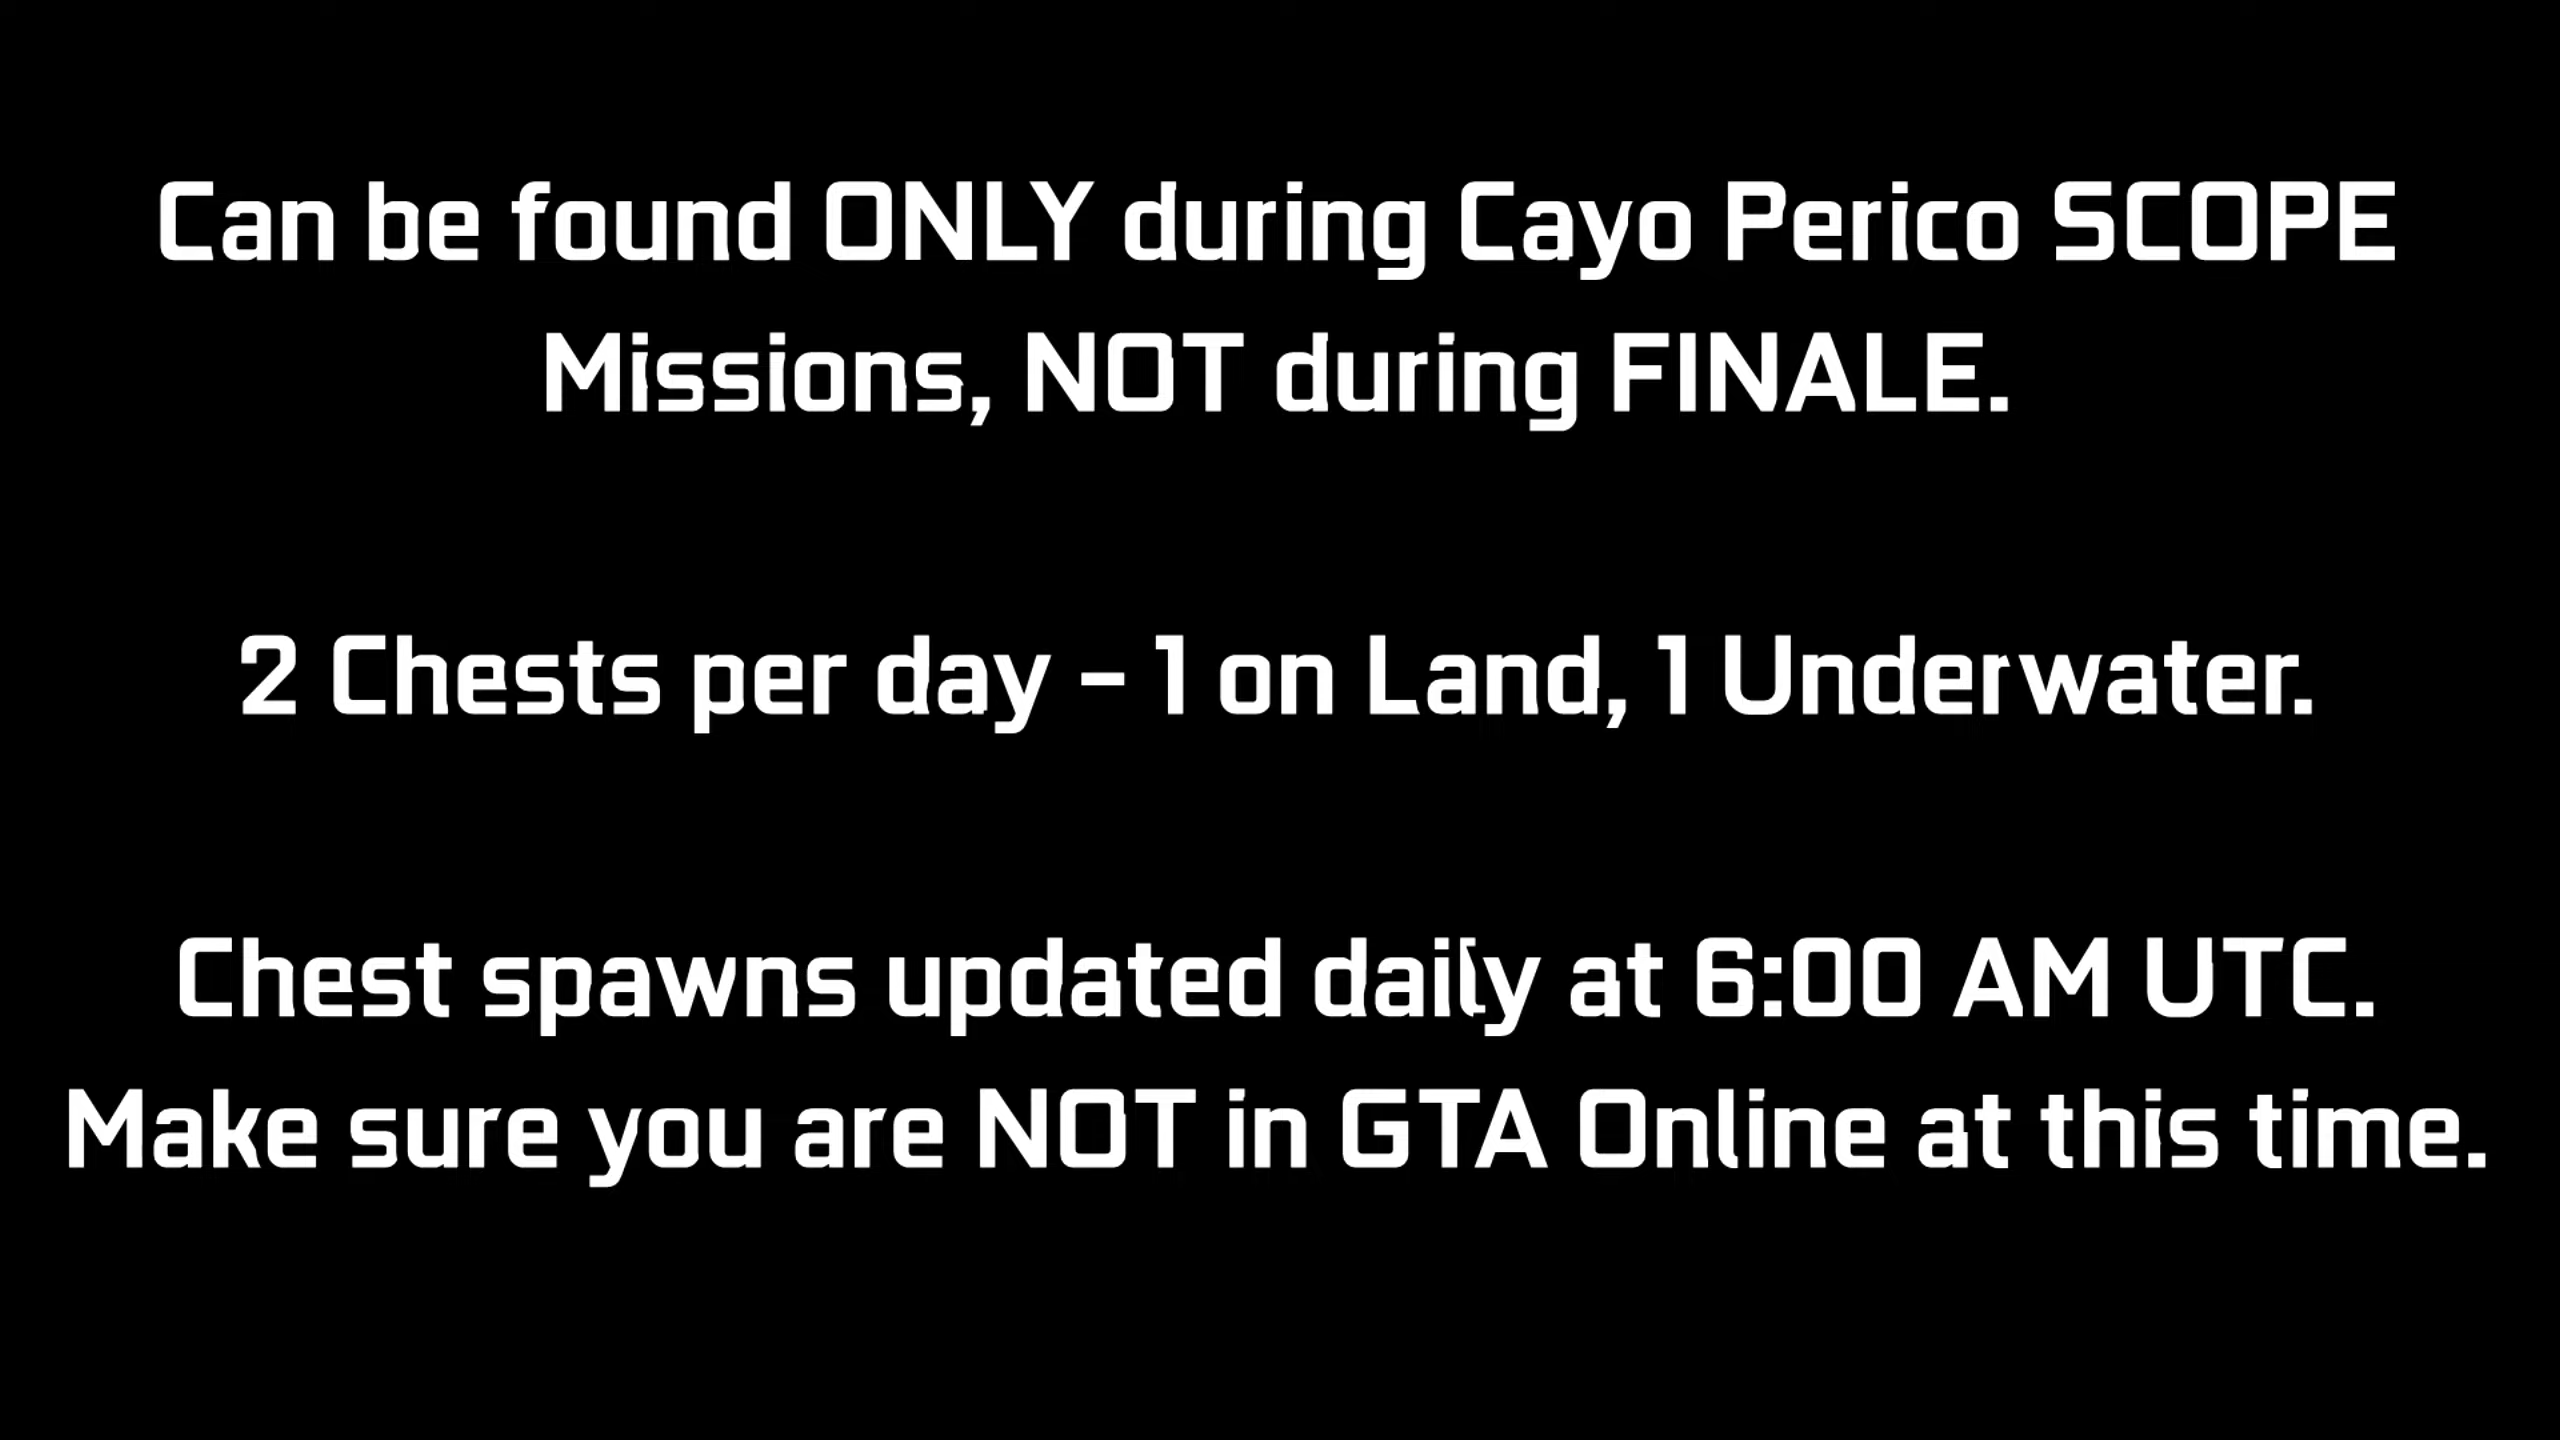 Can be found ONLY during Cayo Perico SCOPE
Missions, NOT during FINALE.
2 Chests per day - 1 on Land, 1 Underwater.
Chest spawns updated daily at 6:00 AM UTC.
Make sure you are NOT in GTA Online at this time.